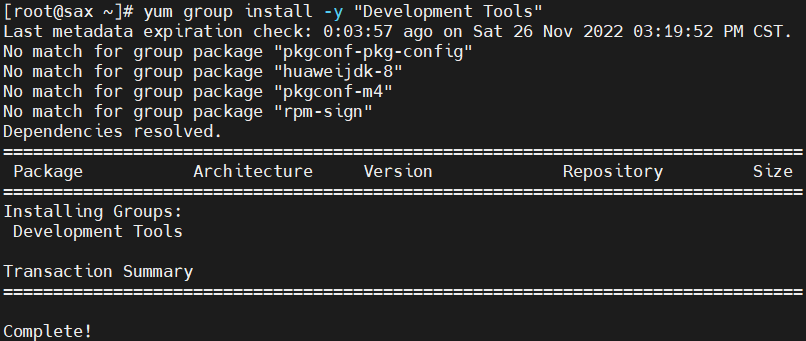 [root@sax ~]# yum group install -y "Development Tools"
Last metadata expiration check: 0:03:57 ago on Sat 26 Nov 2022 03:19:52 PM CST.
No match for group package "pkgconf-pkg-config"
No match for group package "huaweijdk-8"
No match for group package "pkgconf-m4"
No match for group package "rpm-sign"
Dependencies resolved.
================================================================================
Package Architecture Version Repository Size
================================================================================
Installing Groups:
Development Tools
Transaction Summary
================================================================================
Complete!